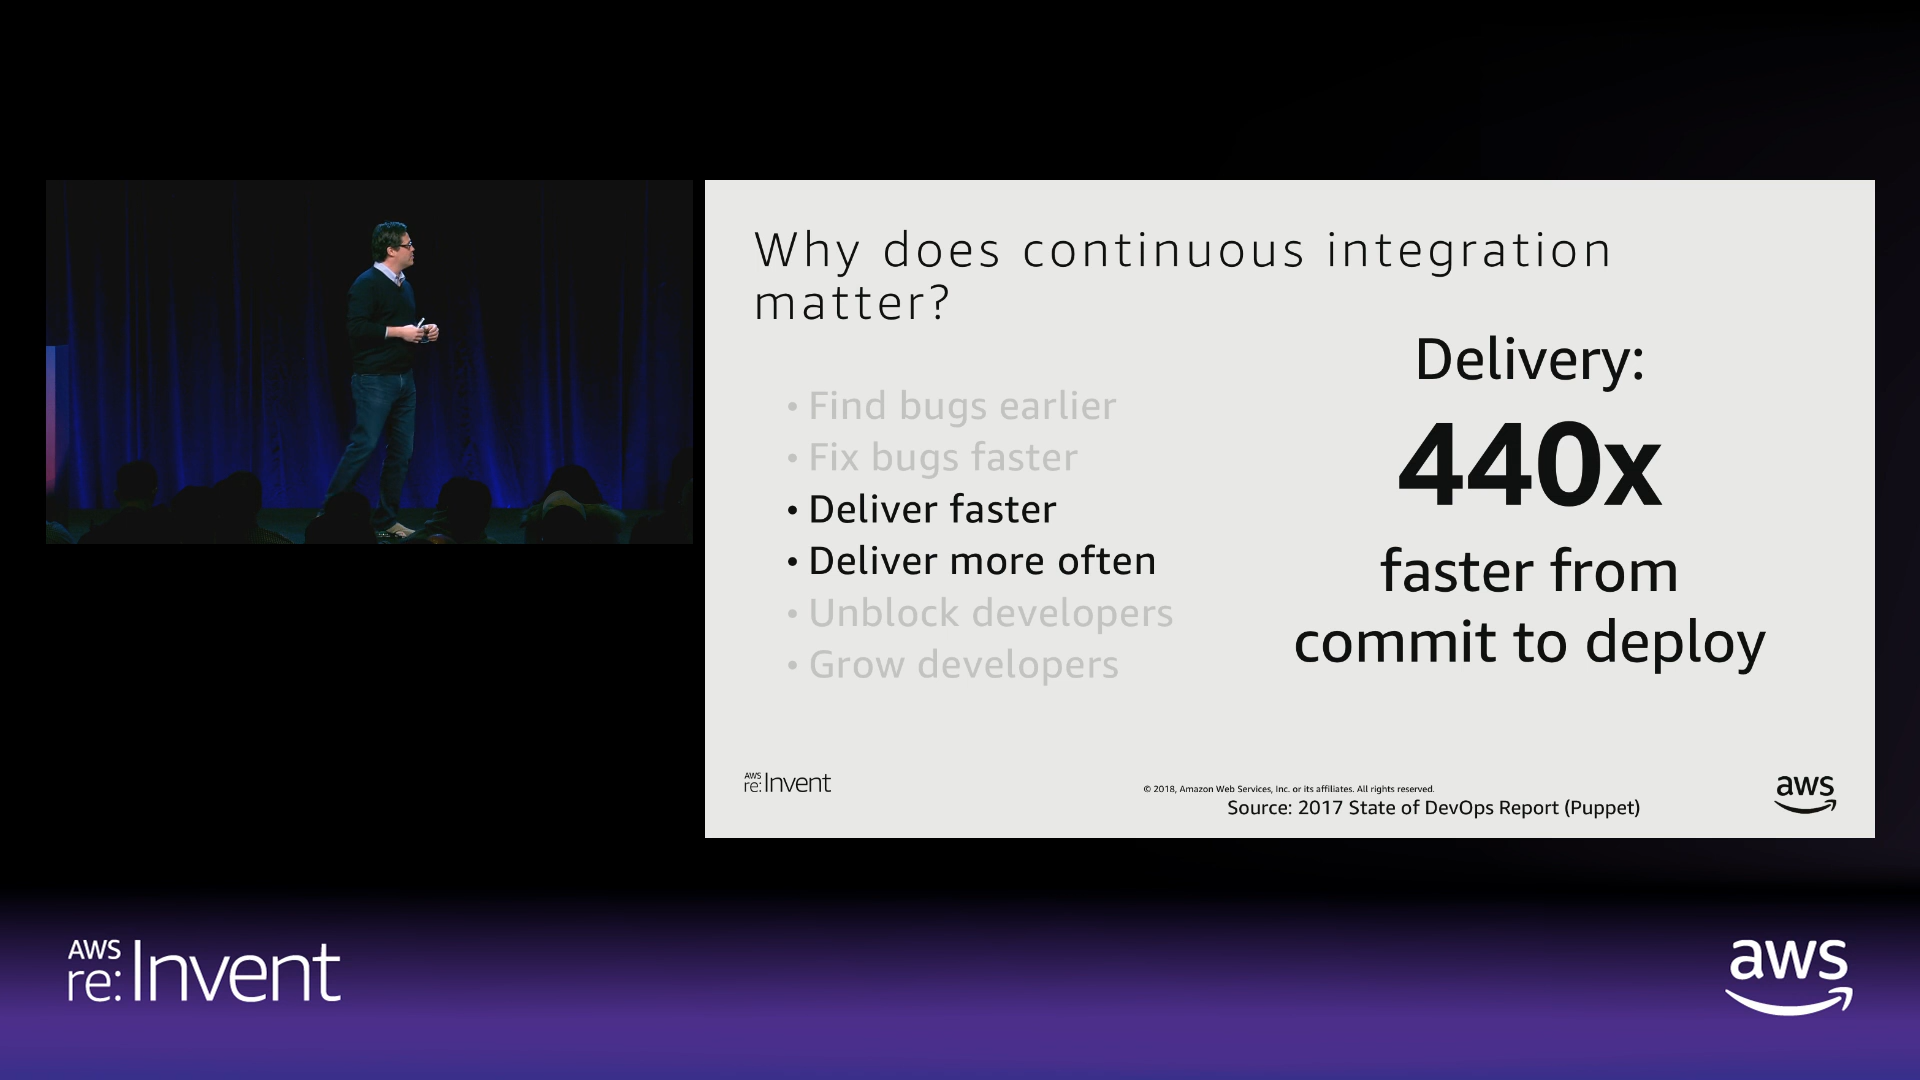 Why does continuous integration
matter?
• Find bugs earlier
• Fix bugs faster
• Deliver faster
• Deliver more often
• Unblock developers
• Grow developers
Delivery:
440x
faster from
commit to deploy
AWS
re:Invent
© 2018, Amazon Web Services, Inc. or its affiliates. All rights reserved.
Source: 2017 State of DevOps Report (Puppet)
aws
AWS
re:Invent
aws